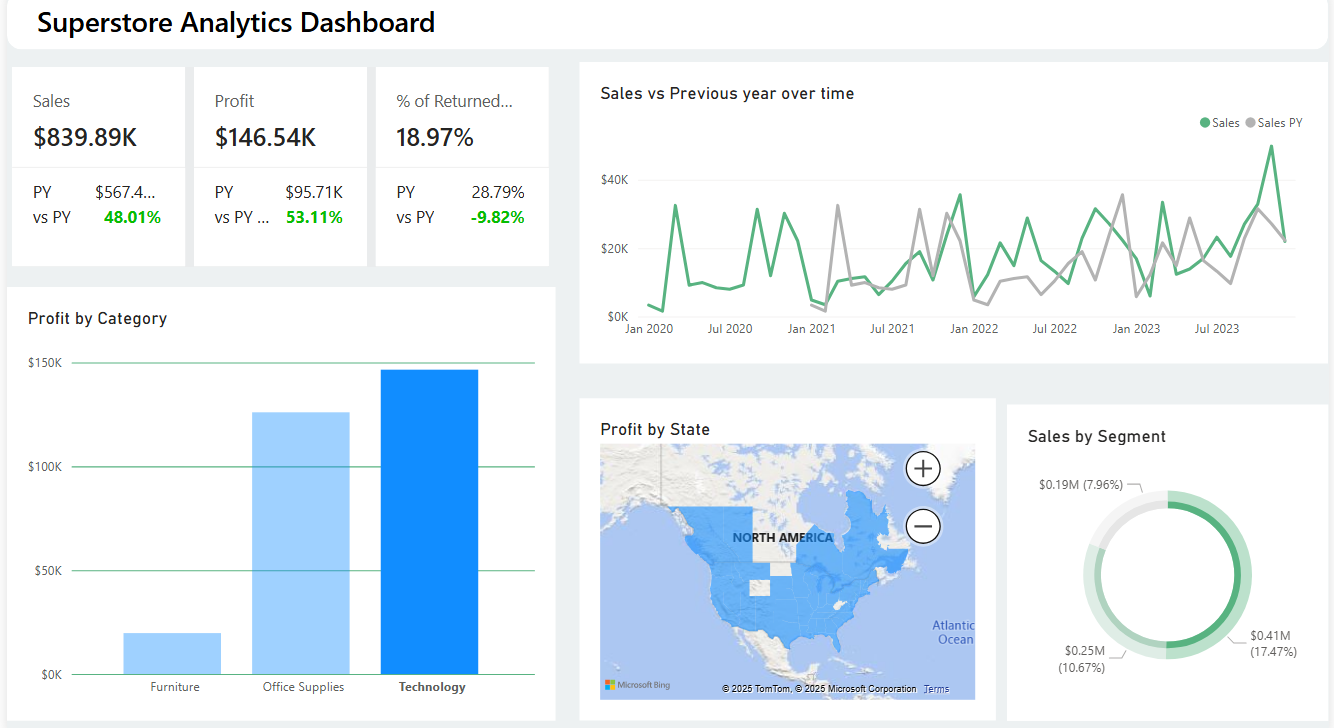 Superstore Analytics Dashboard
Sales
$839.89K
PY $567.4...
vs PY 48.01%
Profit
$146.54K
PY $95.71K
vs PY ... 53.11%
% of Returned...
18.97%
PY 28.79%
vs PY -9.82%
Sales vs Previous year over time
Sales Sales PY
$40K
$20K
$0K
Jan 2020 Jul 2020 Jan 2021 Jul 2021 Jan 2022 Jul 2022 Jan 2023 Jul 2023
Profit by Category
$150K
$100K
$50K
$0K
Furniture Office Supplies Technology
Profit by State
NORTH AMERICA
Atlantic
Ocean
Microsoft Bing
© 2025 TomTom, © 2025 Microsoft Corporation Terms
Sales by Segment
$0.19M (7.96%)
$0.41M
(17.47%)
$0.25M
(10.67%)